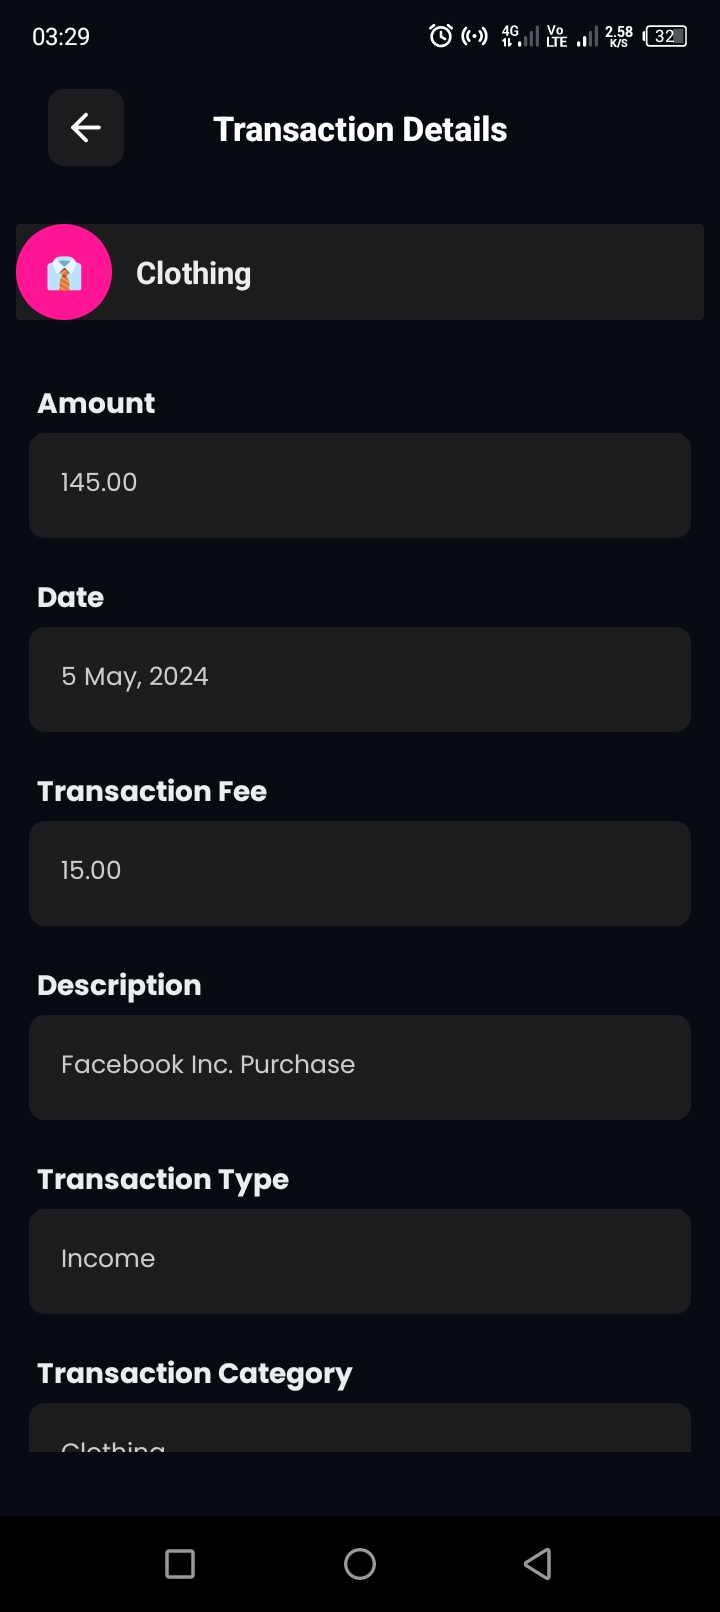 03:29
4G
Vo
LTE
2.58
K/S
32
Transaction Details
Clothing
Amount
145.00
Date
5 May, 2024
Transaction Fee
15.00
Description
Facebook Inc. Purchase
Transaction Type
Income
Transaction Category
Clothing